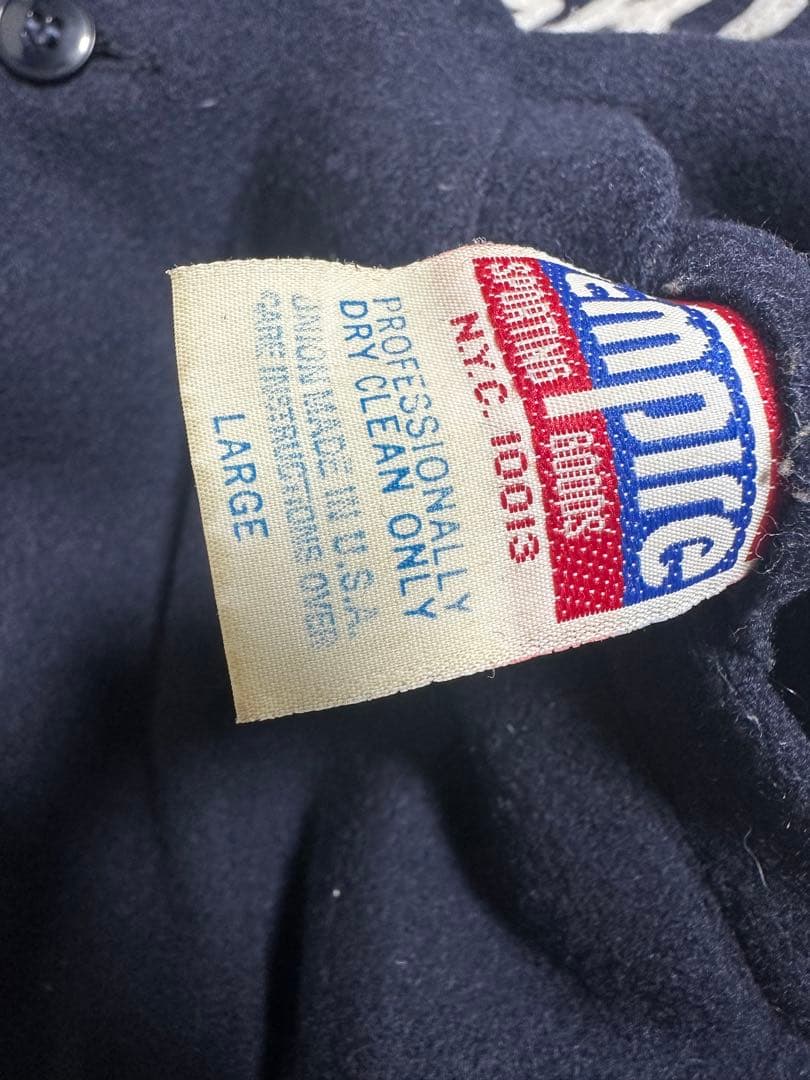 empire
SPORTING GOODS
N.Y.C. 10013
PROFESSIONALLY
DRY CLEAN ONLY
UNION MADE IN U.S.A.
CARE INSTRUCTIONS OVER
LARGE